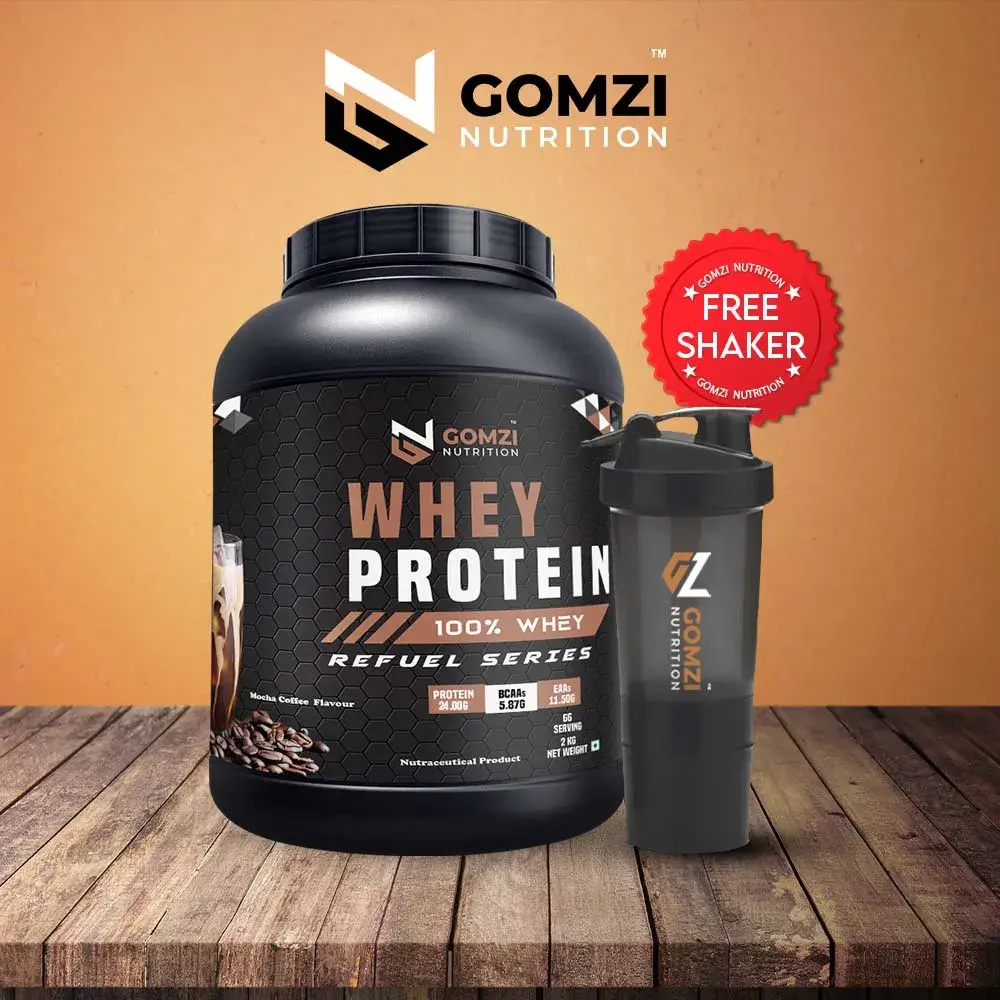 GOMZI
TM
NUTRITION
GOMZI NUTRITION
FREE
SHAKER
GOMZI NUTRITION
GOMZI
TM
NUTRITION
WHEY
PROTEIN
100% WHEY
REFUEL SERIES
PROTEIN
24.00G
BCAAs
5.87G
EAAs
11.50G
66
SERVING
2 KG
NET WEIGHT
Mocha Coffee Flavour
Nutraceutical Product
GOMZI
NUTRITION
TM